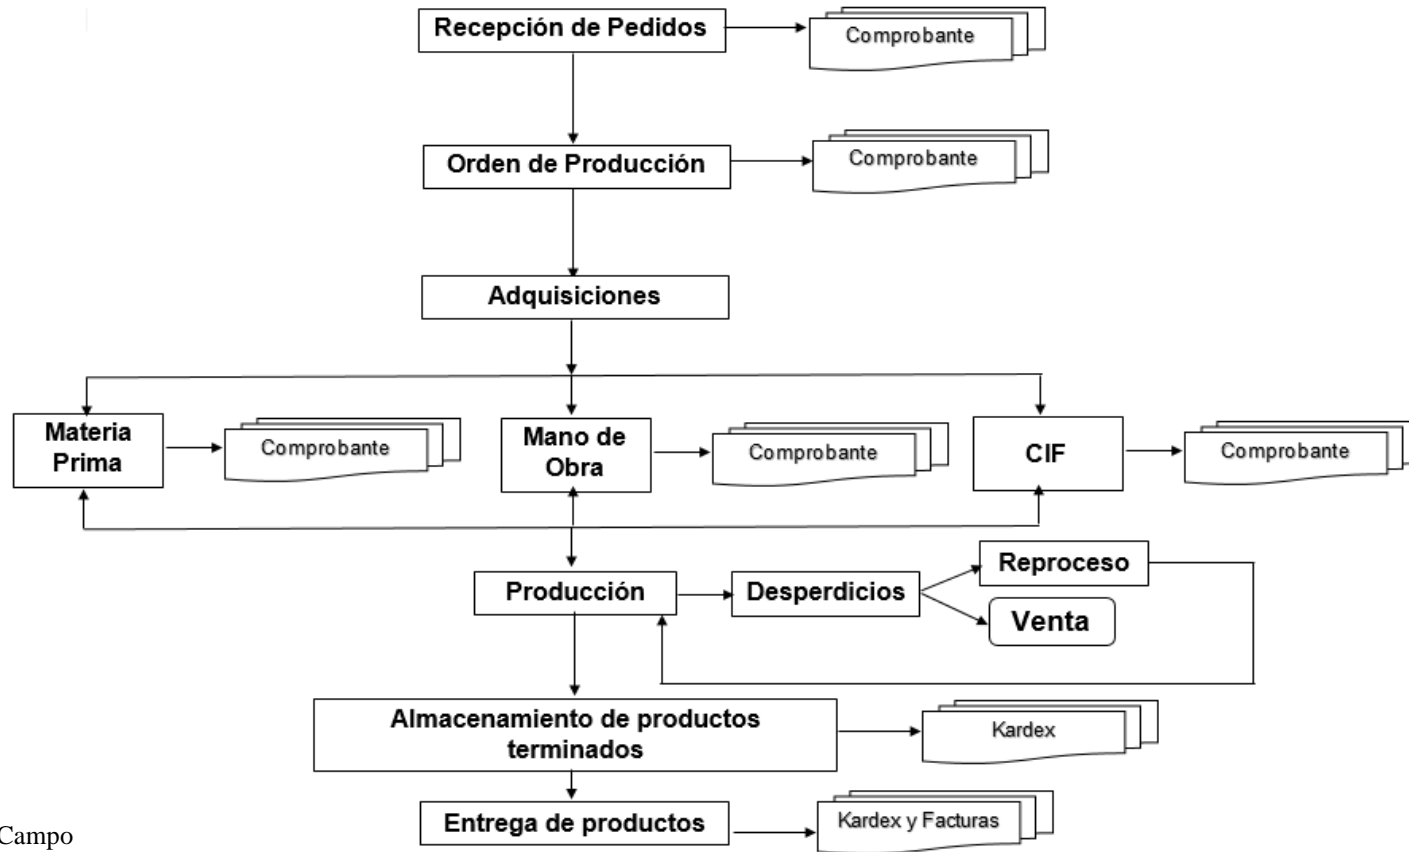 Recepción de Pedidos
Comprobante
Orden de Producción
Comprobante
Adquisiciones
Materia
Prima
Comprobante
Mano de
Obra
Comprobante
CIF
Comprobante
Producción
Desperdicios
Reproceso
Venta
Almacenamiento de productos
terminados
Kardex
Entrega de productos
Kardex y Facturas
Campo